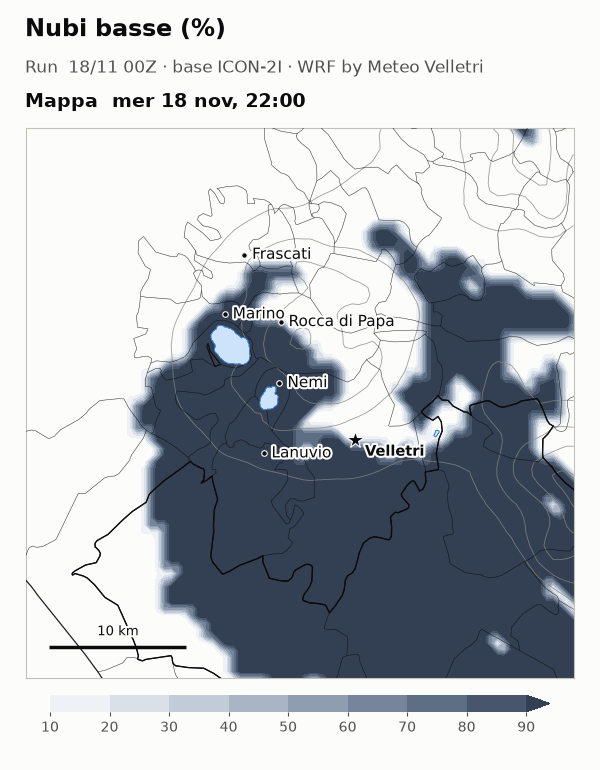 Nubi basse (%)
Run  18/11 00Z · base ICON-2I · WRF by Meteo Velletri
Mappa  mer 18 nov, 22:00
Frascati
Marino
Rocca di Papa
Nemi
Lanuvio
Velletri
10 km
10 20 30 40 50 60 70 80 90